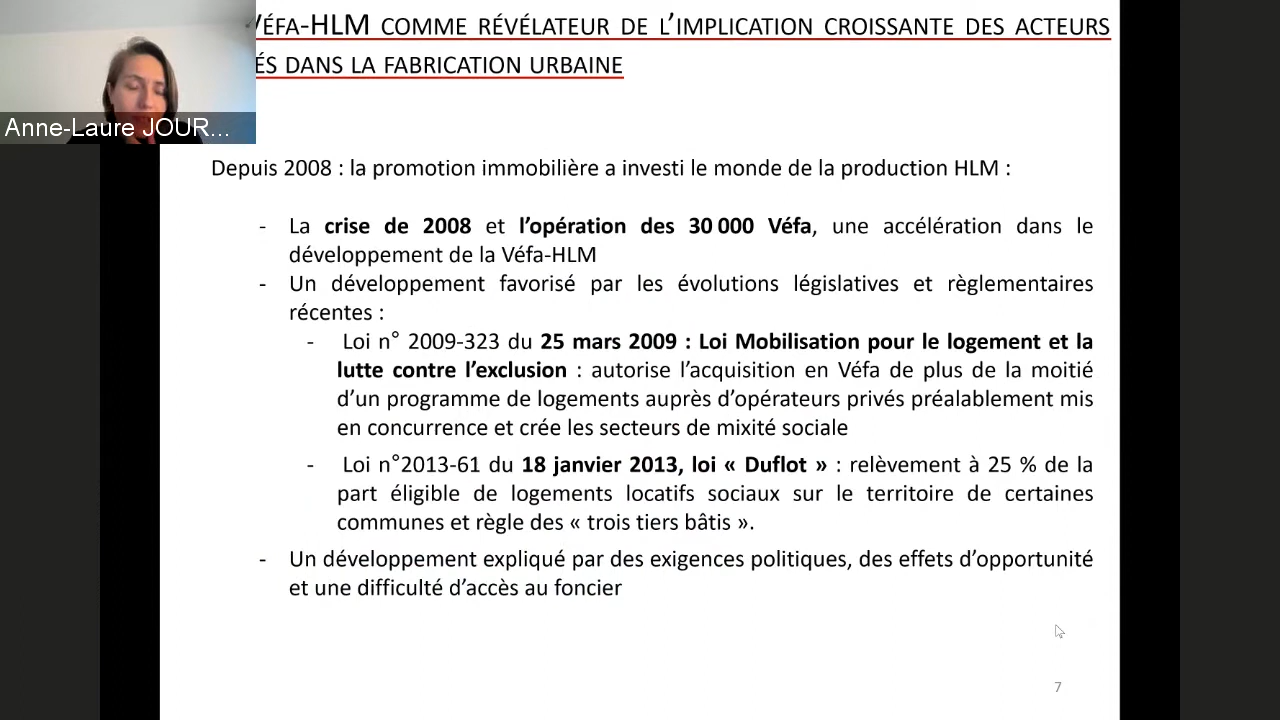 VÉFA-HLM COMME RÉVÉLATEUR DE L’IMPLICATION CROISSANTE DES ACTEURS
ÉS DANS LA FABRICATION URBAINE
Anne-Laure JOUR...
Depuis 2008 : la promotion immobilière a investi le monde de la production HLM :
- La crise de 2008 et l’opération des 30 000 Véfa, une accélération dans le
développement de la Véfa-HLM
- Un développement favorisé par les évolutions législatives et règlementaires
récentes :
- Loi n° 2009-323 du 25 mars 2009 : Loi Mobilisation pour le logement et la
lutte contre l’exclusion : autorise l’acquisition en Véfa de plus de la moitié
d’un programme de logements auprès d’opérateurs privés préalablement mis
en concurrence et crée les secteurs de mixité sociale
- Loi n°2013-61 du 18 janvier 2013, loi « Duflot » : relèvement à 25 % de la
part éligible de logements locatifs sociaux sur le territoire de certaines
communes et règle des « trois tiers bâtis ».
- Un développement expliqué par des exigences politiques, des effets d’opportunité
et une difficulté d’accès au foncier
7